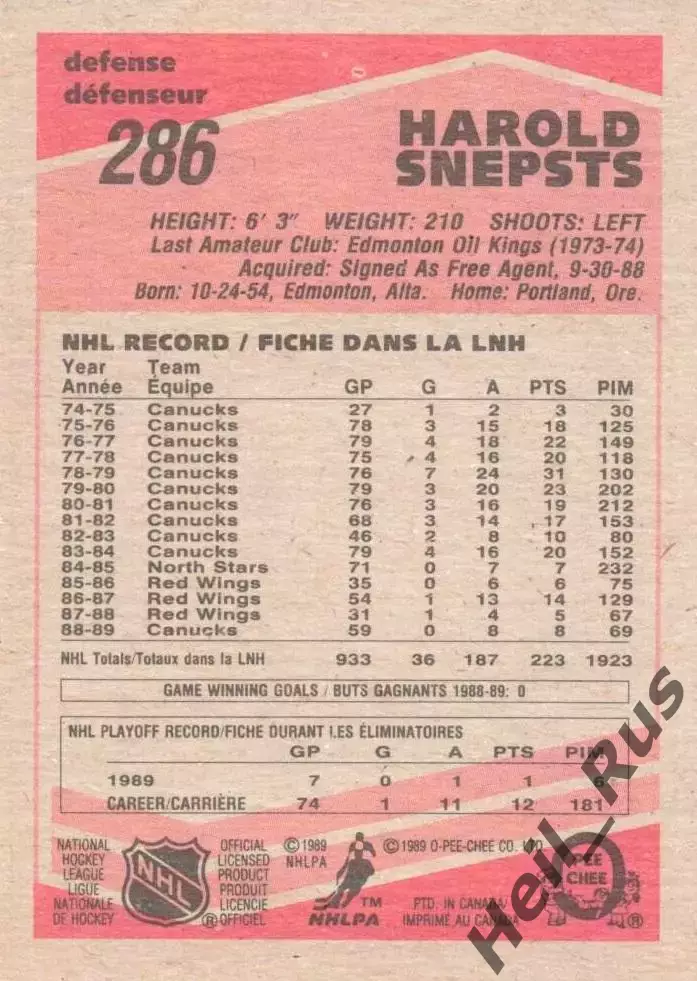 defense
défenseur
286
HAROLD
SNEPSTS
HEIGHT: 6' 3" WEIGHT: 210 SHOOTS: LEFT
Last Amateur Club: Edmonton Oil Kings (1973-74)
Acquired: Signed As Free Agent, 9-30-88
Born: 10-24-54, Edmonton, Alta. Home: Portland, Ore.
NHL RECORD / FICHE DANS LA LNH
Year Team
Année Équipe GP G A PTS PIM
74-75 Canucks 27 1 2 3 30
75-76 Canucks 78 3 15 18 125
76-77 Canucks 79 4 18 22 149
77-78 Canucks 75 4 16 20 118
78-79 Canucks 76 7 24 31 130
79-80 Canucks 79 3 20 23 202
80-81 Canucks 76 3 16 19 212
81-82 Canucks 68 3 14 17 153
82-83 Canucks 46 2 8 10 80
83-84 Canucks 79 4 16 20 152
84-85 North Stars 71 0 7 7 232
85-86 Red Wings 35 0 6 6 75
86-87 Red Wings 54 1 13 14 129
87-88 Red Wings 31 1 4 5 67
88-89 Canucks 59 0 8 8 69
NHL Totals/Totaux dans la LNH 933 36 187 223 1923
GAME WINNING GOALS / BUTS GAGNANTS 1988-89: 0
NHL PLAYOFF RECORD/FICHE DURANT LES ÉLIMINATOIRES
GP G A PTS PIM
1989 7 0 1 1 6
CAREER/CARRIÈRE 74 1 11 12 181
NATIONAL
HOCKEY
LEAGUE
LIGUE
NATIONALE
DE HOCKEY
NHL
®
OFFICIAL
LICENSED
PRODUCT
PRODUIT
LICENCIE
OFFICIEL
© 1989
NHLPA
TM
NHLPA
© 1989 O-PEE-CHEE CO. LTD.
PTD. IN CANADA/
IMPRIMÉ AU CANADA
O PEE
CHEE
®
Heil_Rus